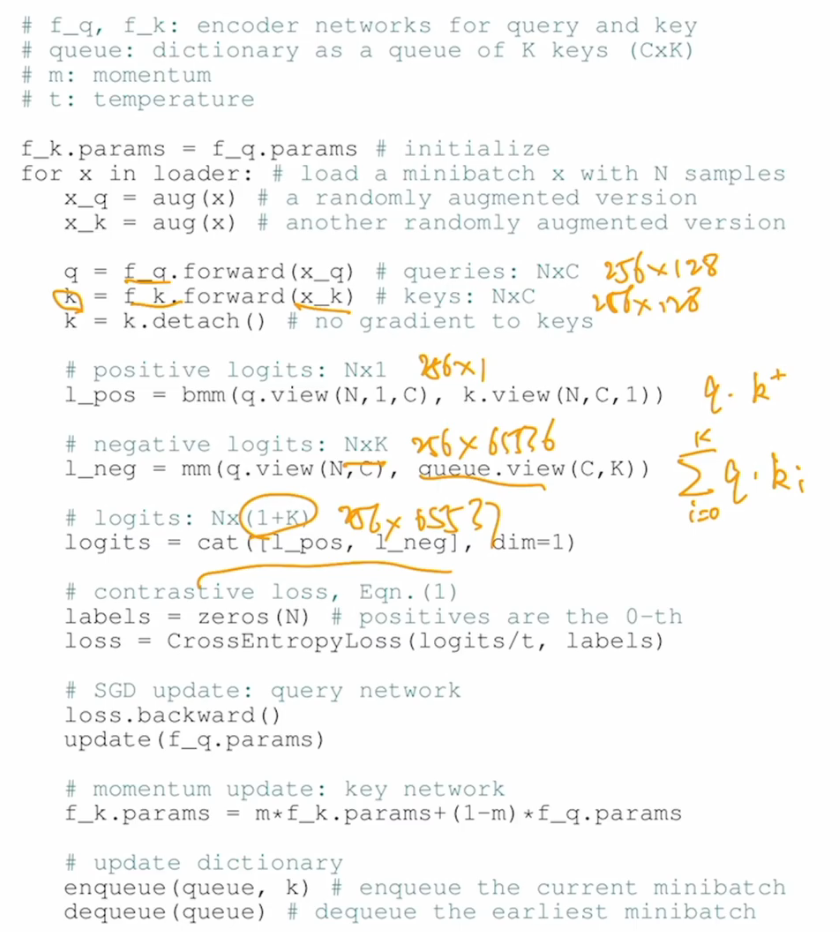 # f_q, f_k: encoder networks for query and key
# queue: dictionary as a queue of K keys (CxK)
# m: momentum
# t: temperature
f_k.params = f_q.params # initialize
for x in loader: # load a minibatch x with N samples
x_q = aug(x) # a randomly augmented version
x_k = aug(x) # another randomly augmented version
q = f_q.forward(x_q) # queries: NxC 256×128
k = f_k.forward(x_k) # keys: NxC 256×128
k = k.detach() # no gradient to keys
# positive logits: Nx1 256×1
l_pos = bmm(q.view(N,1,C), k.view(N,C,1)) q·k⁺
# negative logits: NxK 256×65536
l_neg = mm(q.view(N,C), queue.view(C,K)) K∑i=0 q·ki
# logits: Nx(1+K) 256×65537
logits = cat([l_pos, l_neg], dim=1)
# contrastive loss, Eqn.(1)
labels = zeros(N) # positives are the 0-th
loss = CrossEntropyLoss(logits/t, labels)
# SGD update: query network
loss.backward()
update(f_q.params)
# momentum update: key network
f_k.params = m*f_k.params+(1-m)*f_q.params
# update dictionary
enqueue(queue, k) # enqueue the current minibatch
dequeue(queue) # dequeue the earliest minibatch